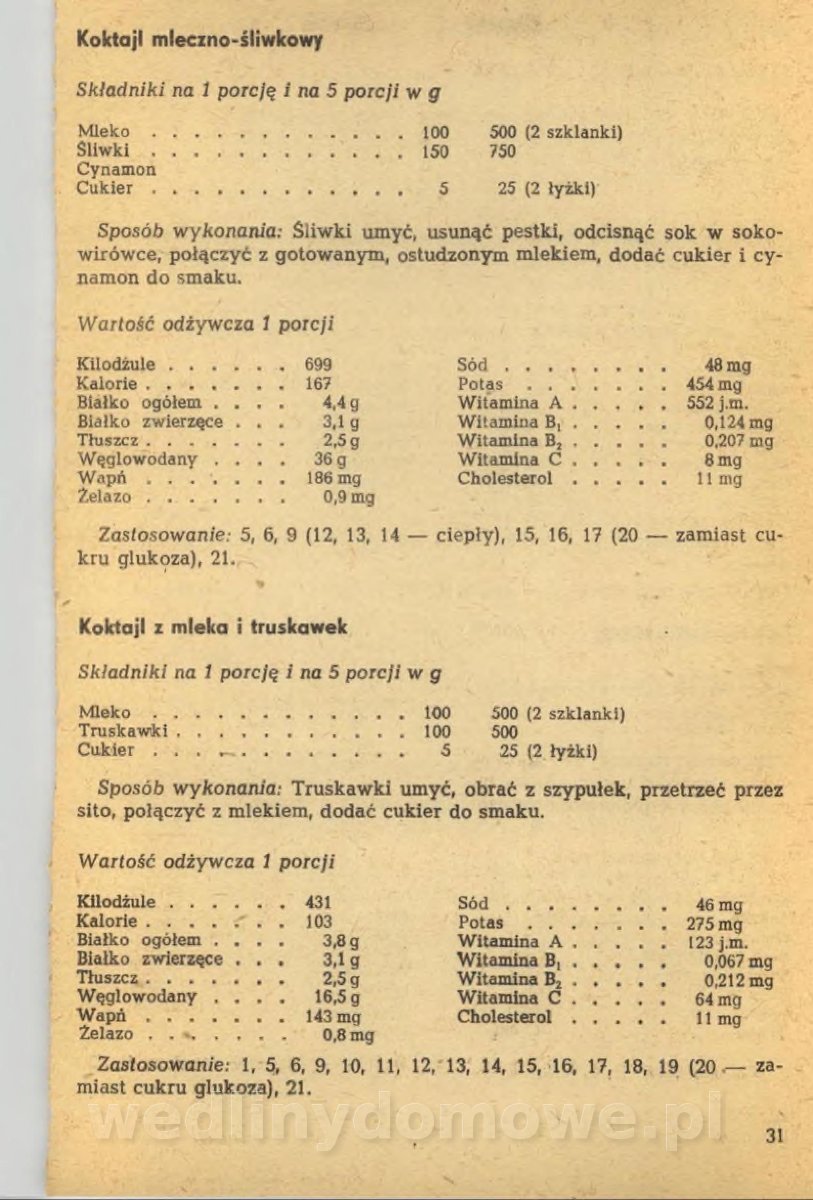 Koktajl mleczno-śliwkowy
Składniki na 1 porcję i na 5 porcji w g
Mleko . . . . . . . . . . . . 100 500 (2 szklanki)
Śliwki . . . . . . . . . . . . 150 750
Cynamon
Cukier . . . . . . . . . . . . 5 25 (2 łyżki)
Sposób wykonania: Śliwki umyć, usunąć pestki, odcisnąć sok w soko-
wirówce, połączyć z gotowanym, ostudzonym mlekiem, dodać cukier i cy-
namon do smaku.
Wartość odżywcza 1 porcji
Kilodżule . . . . . . 699 Sód . . . . . . . . 48 mg
Kalorie . . . . . . . 167 Potas . . . . . . . 454 mg
Białko ogółem . . . . 4,4 g Witamina A . . . . . 552 j.m.
Białko zwierzęce . . . 3,1 g Witamina B₁ . . . . . 0,124 mg
Tłuszcz . . . . . . . 2,5 g Witamina B₂ . . . . . 0,207 mg
Węglowodany . . . . 36 g Witamina C . . . . . 8 mg
Wapń . . . . . . . 186 mg Cholesterol . . . . . 11 mg
Żelazo . . . . . . . 0,9 mg
Zastosowanie: 5, 6, 9 (12, 13, 14 — ciepły), 15, 16, 17 (20 — zamiast cu-
kru glukoza), 21.
Koktajl z mleka i truskawek
Składniki na 1 porcję i na 5 porcji w g
Mleko . . . . . . . . . . . . 100 500 (2 szklanki)
Truskawki . . . . . . . . . . . 100 500
Cukier . . . . . . . . . . . . 5 25 (2 łyżki)
Sposób wykonania: Truskawki umyć, obrać z szypułek, przetrzeć przez
sito, połączyć z mlekiem, dodać cukier do smaku.
Wartość odżywcza 1 porcji
Kilodżule . . . . . . 431 Sód . . . . . . . . 46 mg
Kalorie . . . . . . . 103 Potas . . . . . . . 275 mg
Białko ogółem . . . . 3,8 g Witamina A . . . . . 123 j.m.
Białko zwierzęce . . . 3,1 g Witamina B₁ . . . . . 0,067 mg
Tłuszcz . . . . . . . 2,5 g Witamina B₂ . . . . . 0,212 mg
Węglowodany . . . . 16,5 g Witamina C . . . . . 64 mg
Wapń . . . . . . . 143 mg Cholesterol . . . . . 11 mg
Żelazo . . . . . . . 0,8 mg
Zastosowanie: 1, 5, 6, 9, 10, 11, 12, 13, 14, 15, 16, 17, 18, 19 (20 — za-
miast cukru glukoza), 21.
wedlinydomowe.pl
31